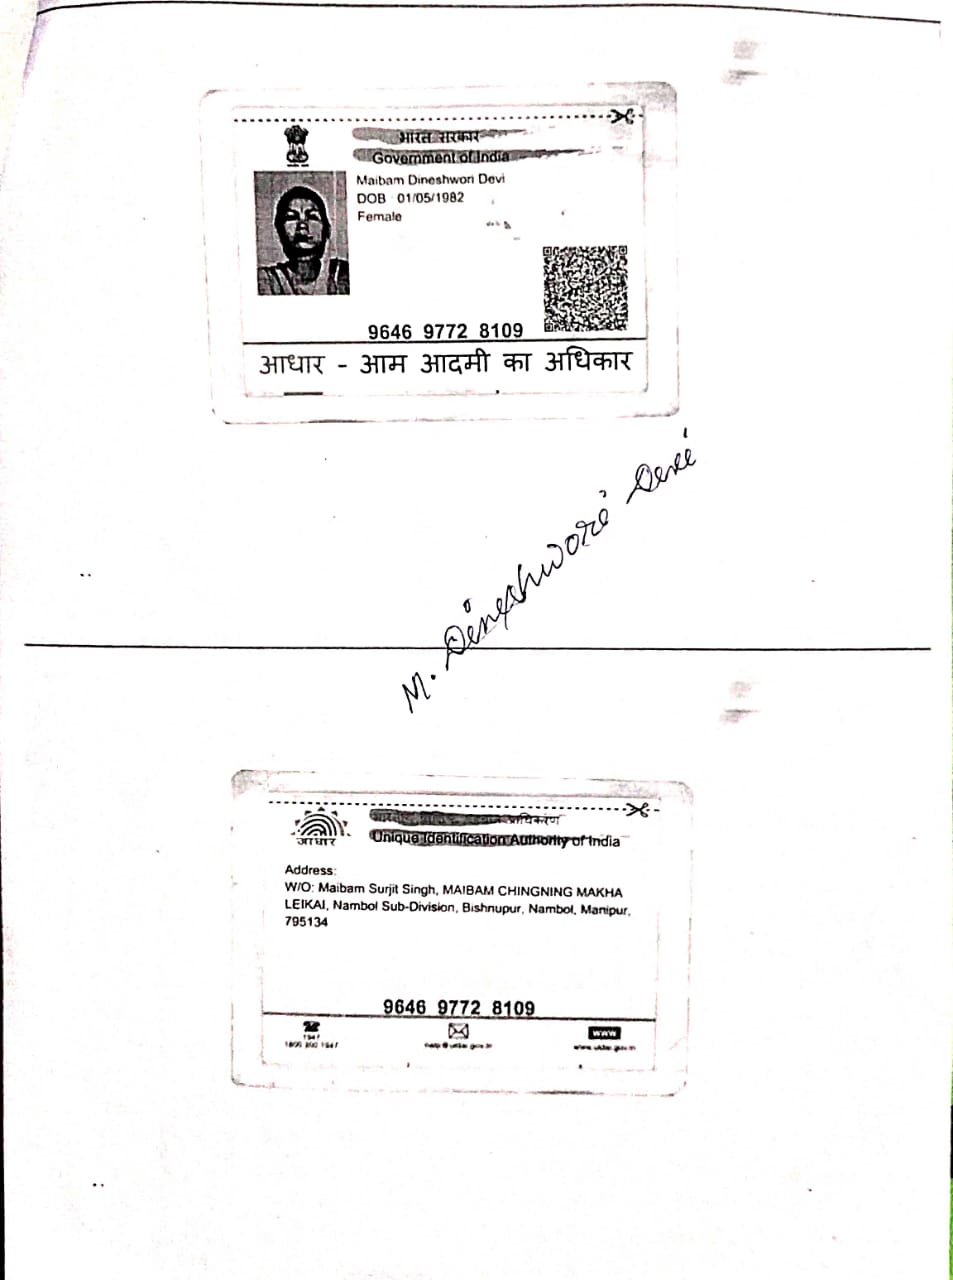 भारत सरकार
Government of India
Maibam Dineshwori Devi
DOB 01/05/1982
Female
9646 9772 8109
आधार - आम आदमी का अधिकार
M. Dineshwori Devi
प्राधिकरण
आधार
Unique Identification Authority of India
Address:
W/O: Maibam Surjit Singh, MAIBAM CHINGNING MAKHA
LEIKAI, Nambol Sub-Division, Bishnupur, Nambol, Manipur,
795134
9646 9772 8109
1947
1800 300 1947
help@uidai.gov.in
WWW
www.uidai.gov.in